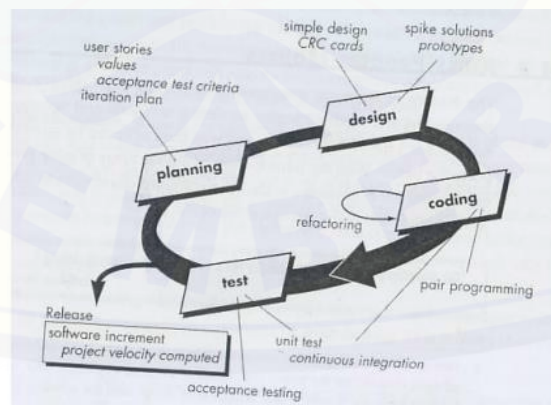 user stories
values
acceptance test criteria
iteration plan
simple design
CRC cards
spike solutions
prototypes
design
planning
coding
refactoring
test
pair programming
Release
software increment
project velocity computed
unit test
continuous integration
acceptance testing